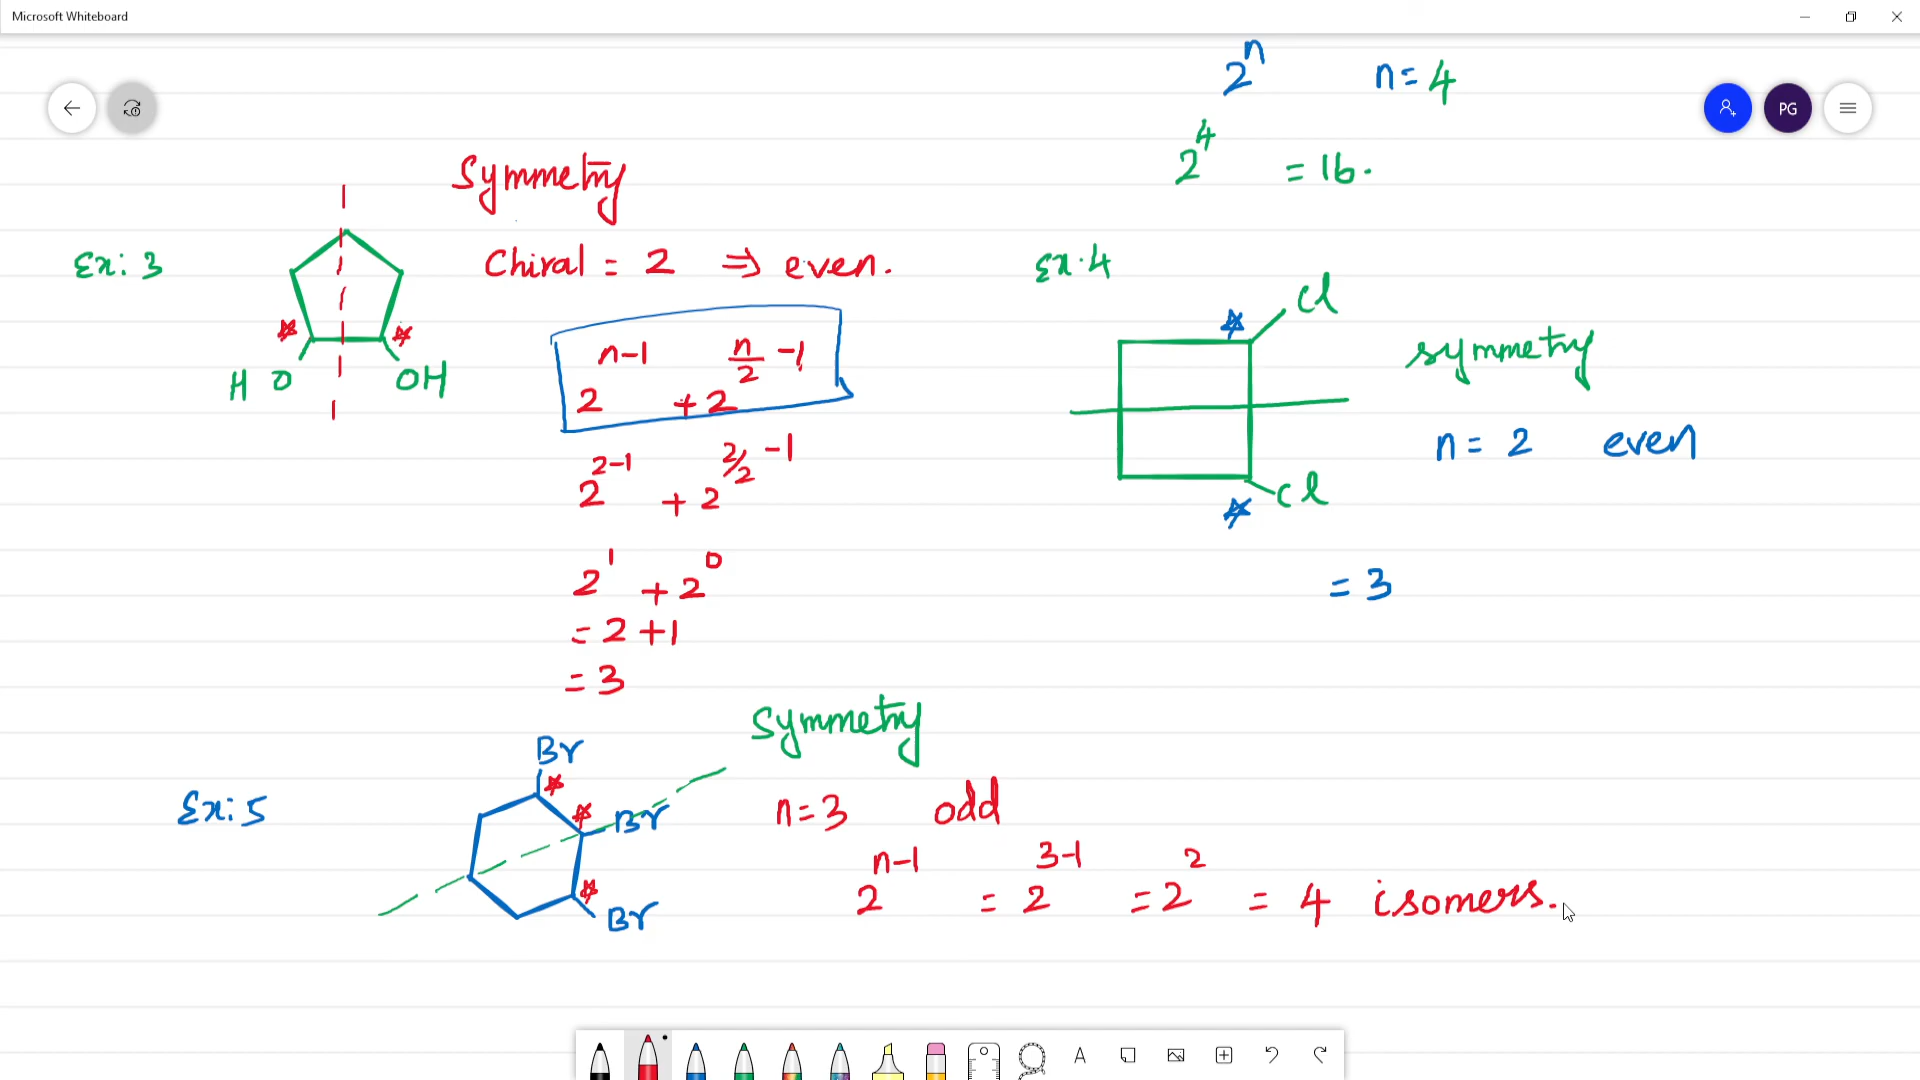 Microsoft Whiteboard
2^n n = 4
2^4 = 16.
PG
Symmetry
Ex: 3
Chiral = 2 ⇒ even.
HO OH
2^(n-1) + 2^(n/2 -1)
2^(2-1) + 2^(2/2 -1)
2^1 + 2^0
= 2 + 1
= 3
Ex. 4
Cl
Cl
symmetry
n = 2 even
= 3
Symmetry
Ex: 5
Br
Br
Br
n = 3 odd
2^(n-1) = 2^(3-1) = 2^2 = 4 isomers.
A